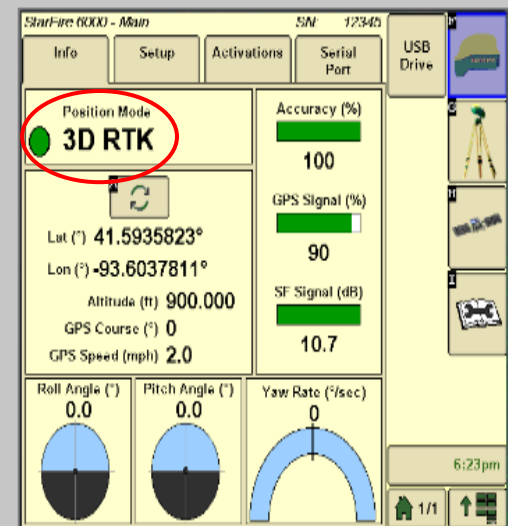 StarFire 6000 - Main SN: 12345
Info
Setup
Activations
Serial
Port
USB
Drive
Position Mode
3D RTK
Lat (°) 41.5935823°
Lon (°) -93.6037811°
Altitude (ft) 900.000
GPS Course (°) 0
GPS Speed (mph) 2.0
Accuracy (%)
100
GPS Signal (%)
90
SF Signal (dB)
10.7
Roll Angle (°)
0.0
Pitch Angle (°)
0.0
Yaw Rate (°/sec)
0
G
H
I
6:23pm
1/1